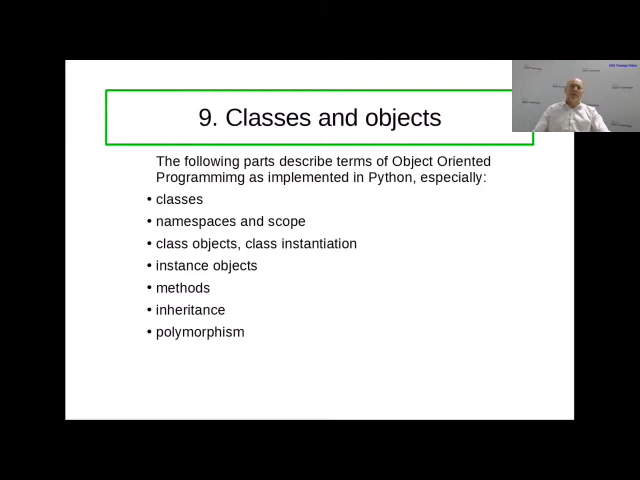 9. Classes and objects
The following parts describe terms of Object Oriented
Programmimg as implemented in Python, especially:
• classes
• namespaces and scope
• class objects, class instantiation
• instance objects
• methods
• inheritance
• polymorphism